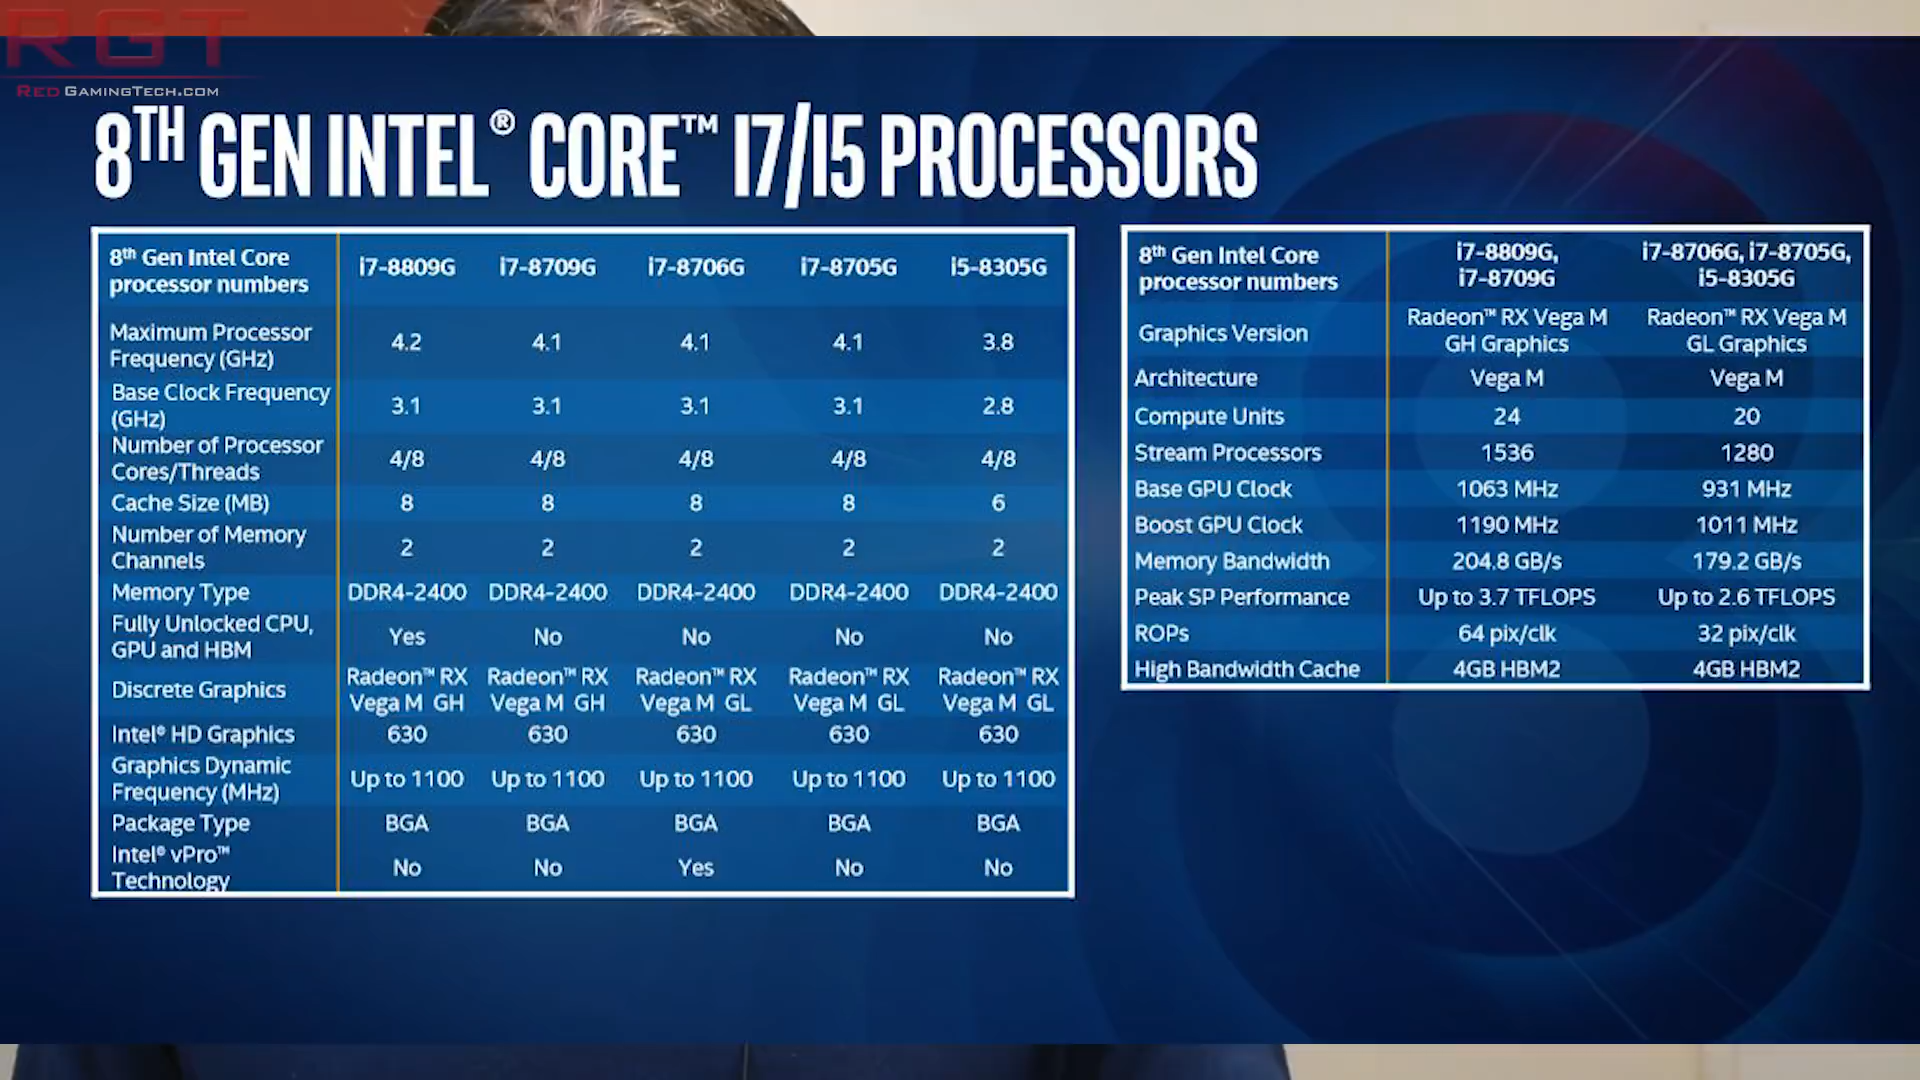 RGT
REDGAMINGTECH.COM
8TH GEN INTEL® CORE™ I7/I5 PROCESSORS
8th Gen Intel Core
processor numbers
i7-8809G i7-8709G i7-8706G i7-8705G i5-8305G
Maximum Processor
Frequency (GHz)
4.2 4.1 4.1 4.1 3.8
Base Clock Frequency
(GHz)
3.1 3.1 3.1 3.1 2.8
Number of Processor
Cores/Threads
4/8 4/8 4/8 4/8 4/8
Cache Size (MB) 8 8 8 8 6
Number of Memory
Channels
2 2 2 2 2
Memory Type DDR4-2400 DDR4-2400 DDR4-2400 DDR4-2400 DDR4-2400
Fully Unlocked CPU,
GPU and HBM
Yes No No No No
Discrete Graphics
Radeon™ RX Radeon™ RX Radeon™ RX Radeon™ RX Radeon™ RX
Vega M GH Vega M GH Vega M GL Vega M GL Vega M GL
Intel® HD Graphics 630 630 630 630 630
Graphics Dynamic
Frequency (MHz)
Up to 1100 Up to 1100 Up to 1100 Up to 1100 Up to 1100
Package Type BGA BGA BGA BGA BGA
Intel® vPro™
Technology
No No Yes No No
8th Gen Intel Core
processor numbers
i7-8809G,
i7-8709G
i7-8706G, i7-8705G,
i5-8305G
Graphics Version
Radeon™ RX Vega M
GH Graphics
Radeon™ RX Vega M
GL Graphics
Architecture Vega M Vega M
Compute Units 24 20
Stream Processors 1536 1280
Base GPU Clock 1063 MHz 931 MHz
Boost GPU Clock 1190 MHz 1011 MHz
Memory Bandwidth 204.8 GB/s 179.2 GB/s
Peak SP Performance Up to 3.7 TFLOPS Up to 2.6 TFLOPS
ROPs 64 pix/clk 32 pix/clk
High Bandwidth Cache 4GB HBM2 4GB HBM2